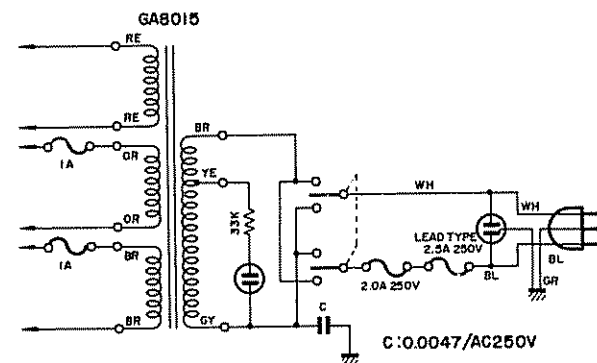 GA8015
RE
RE
OR
1A
OR
BR
1A
BR
BR
YE
33K
GY
C
WH
WH
LEAD TYPE
2.5A 250V
2.0A 250V
BL
BL
GR
C:0.0047/AC250V